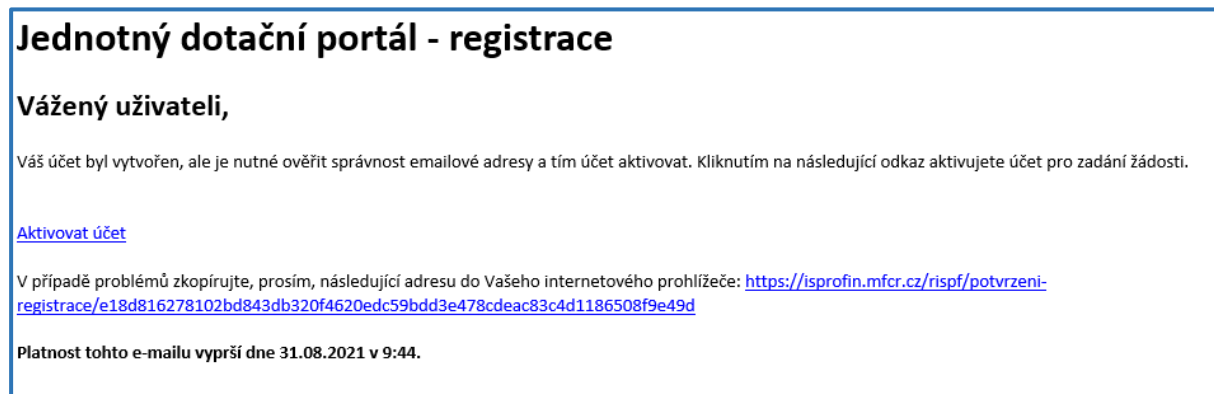 Jednotný dotační portál - registrace
Vážený uživateli,
Váš účet byl vytvořen, ale je nutné ověřit správnost emailové adresy a tím účet aktivovat. Kliknutím na následující odkaz aktivujete účet pro zadání žádosti.
Aktivovat účet
V případě problémů zkopírujte, prosím, následující adresu do Vašeho internetového prohlížeče: https://isprofin.mfcr.cz/rispf/potvrzeni-
registrace/e18d816278102bd843db320f4620edc59bdd3e478cdeac83c4d1186508f9e49d
Platnost tohto e-mailu vyprší dne 31.08.2021 v 9:44.